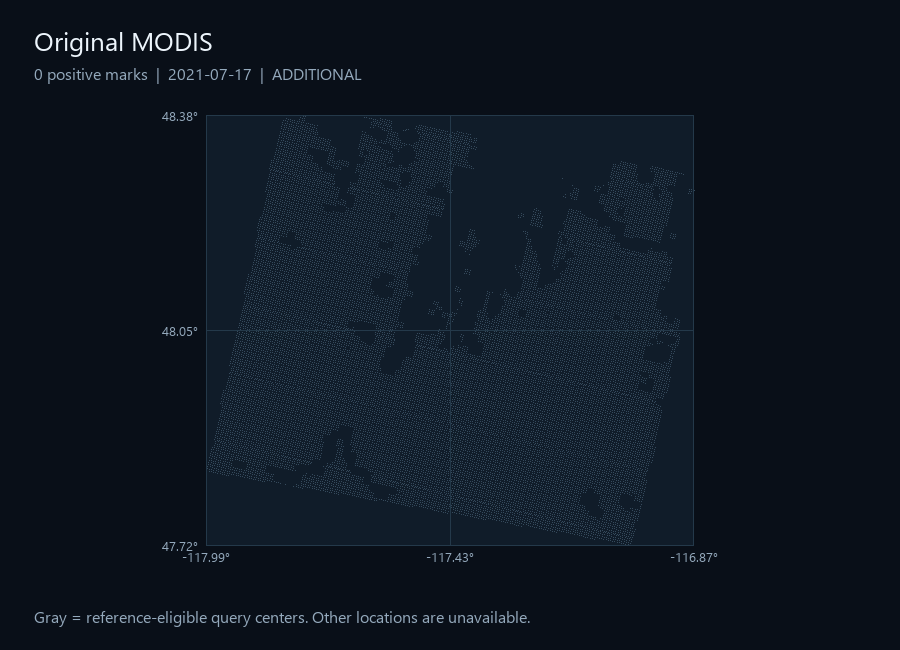 Original MODIS
0 positive marks | 2021-07-17 | ADDITIONAL
48.38°
48.05°
47.72°
-117.99°
-117.43°
-116.87°
Gray = reference-eligible query centers. Other locations are unavailable.